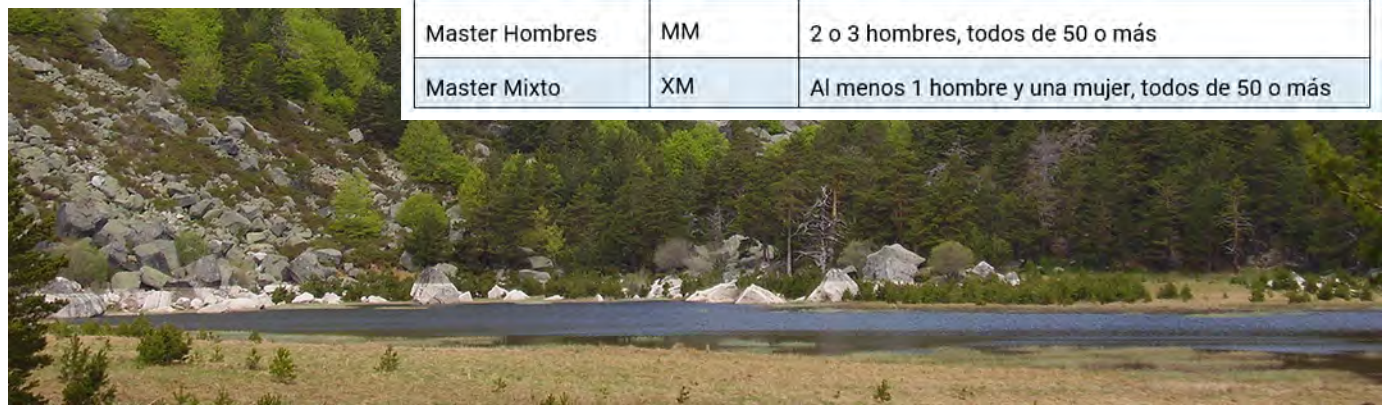 Master Hombres MM 2 o 3 hombres, todos de 50 o más
Master Mixto XM Al menos 1 hombre y una mujer, todos de 50 o más